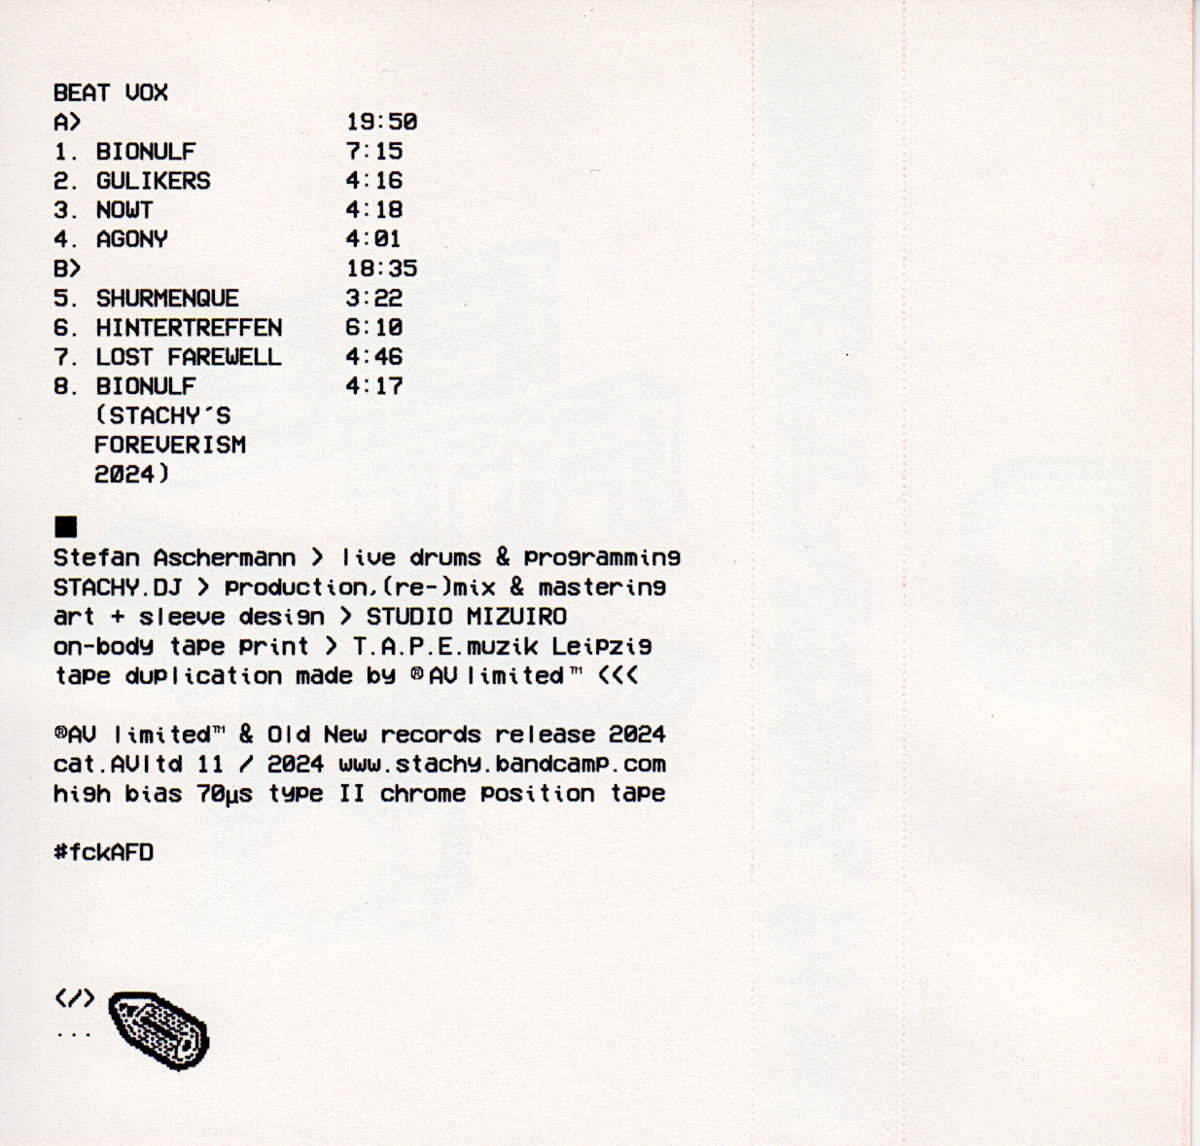 BEAT VOX
A> 19:50
1. BIONULF 7:15
2. GULIKERS 4:16
3. NOWT 4:18
4. AGONY 4:01
B> 18:35
5. SHURMENQUE 3:22
6. HINTERTREFFEN 6:10
7. LOST FAREWELL 4:46
8. BIONULF 4:17
(STACHY´S
FOREVERISM
2024)
Stefan Aschermann > live drums & programming
STACHY.DJ > production,(re-)mix & mastering
art + sleeve design > STUDIO MIZUIRO
on-body tape print > T.A.P.E.muzik Leipzig
tape duplication made by ®AV limited™ <<<
®AV limited™ & Old New records release 2024
cat.AVltd 11 / 2024 www.stachy.bandcamp.com
high bias 70µs type II chrome position tape
#fckAFD
</>
...